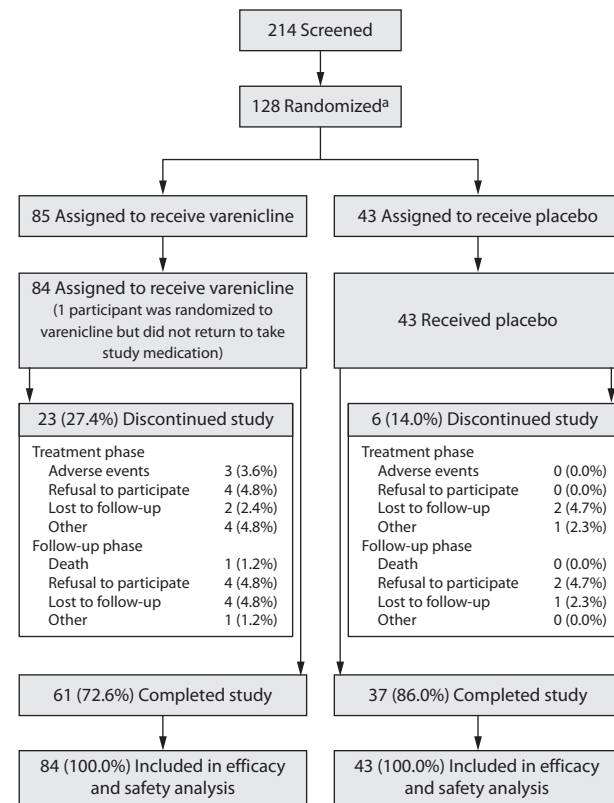 214 Screened
128 Randomizedᵃ
85 Assigned to receive varenicline
43 Assigned to receive placebo
84 Assigned to receive varenicline
(1 participant was randomized to
varenicline but did not return to take
study medication)
43 Received placebo
23 (27.4%) Discontinued study
Treatment phase
Adverse events 3 (3.6%)
Refusal to participate 4 (4.8%)
Lost to follow-up 2 (2.4%)
Other 4 (4.8%)
Follow-up phase
Death 1 (1.2%)
Refusal to participate 4 (4.8%)
Lost to follow-up 4 (4.8%)
Other 1 (1.2%)
6 (14.0%) Discontinued study
Treatment phase
Adverse events 0 (0.0%)
Refusal to participate 0 (0.0%)
Lost to follow-up 2 (4.7%)
Other 1 (2.3%)
Follow-up phase
Death 0 (0.0%)
Refusal to participate 2 (4.7%)
Lost to follow-up 1 (2.3%)
Other 0 (0.0%)
61 (72.6%) Completed study
37 (86.0%) Completed study
84 (100.0%) Included in efficacy
and safety analysis
43 (100.0%) Included in efficacy
and safety analysis